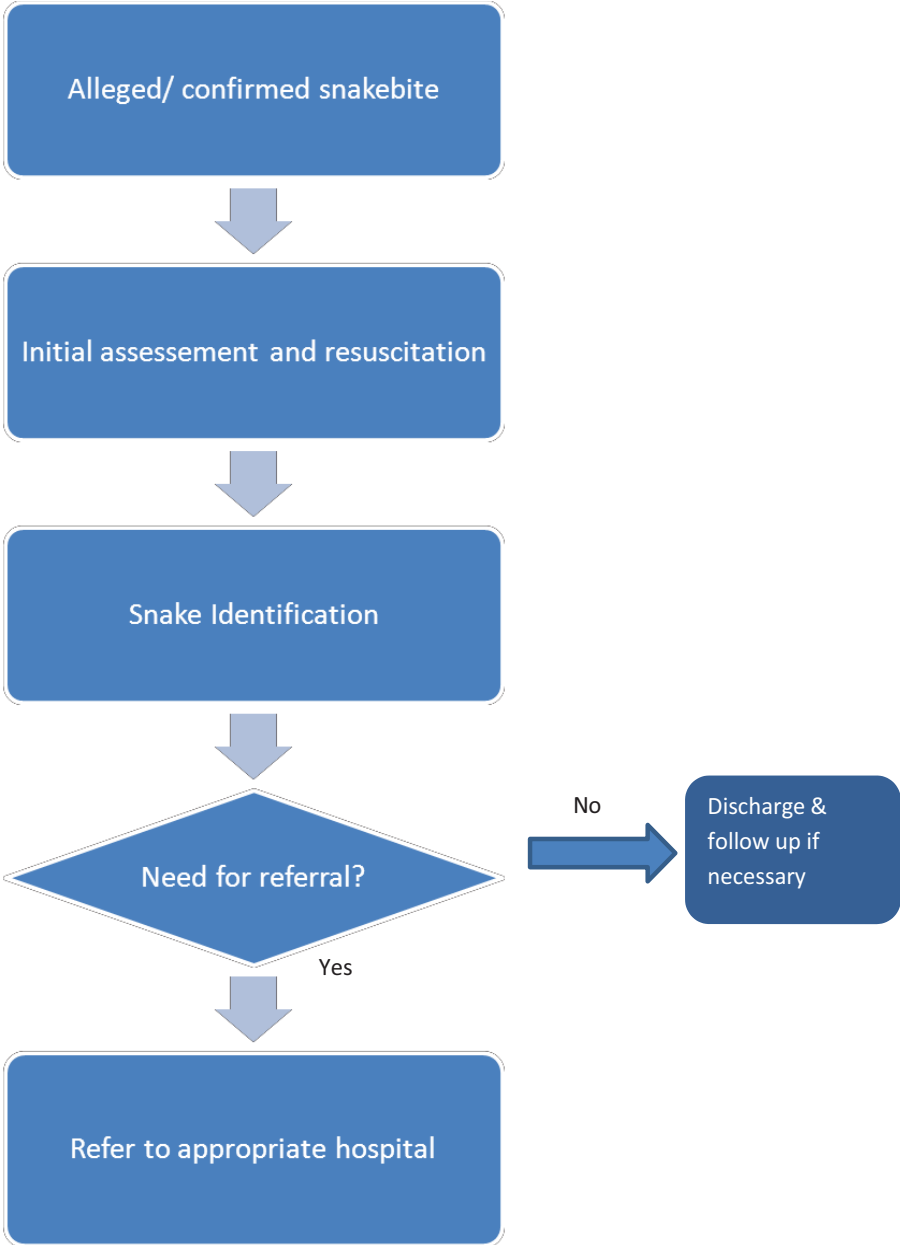 Alleged/ confirmed snakebite
Initial assessement and resuscitation
Snake Identification
Need for referral?
No
Discharge &
follow up if
necessary
Yes
Refer to appropriate hospital